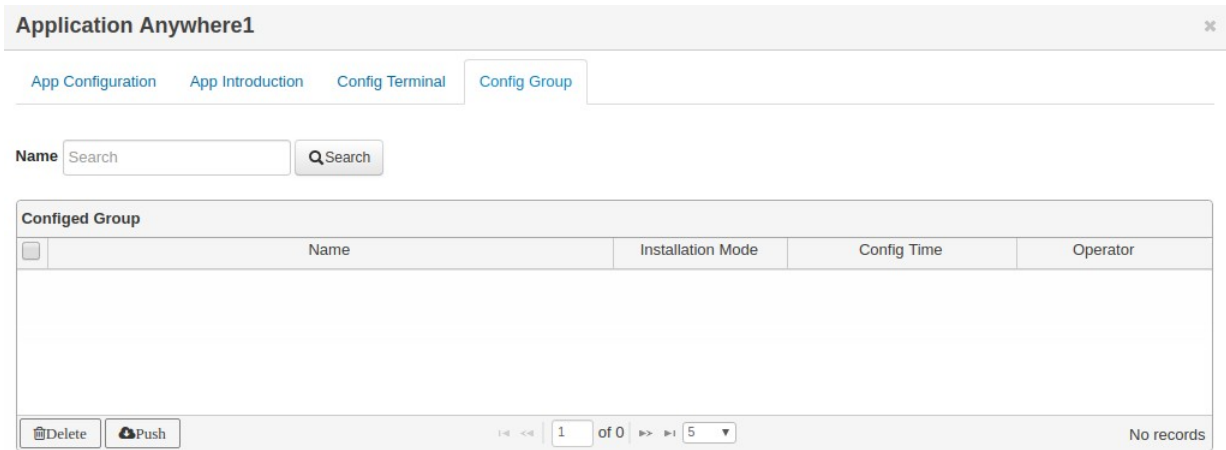 Application Anywhere1
App Configuration App Introduction Config Terminal Config Group
Name Search Search
Configed Group
Name Installation Mode Config Time Operator
Delete Push 1 of 0 5 No records